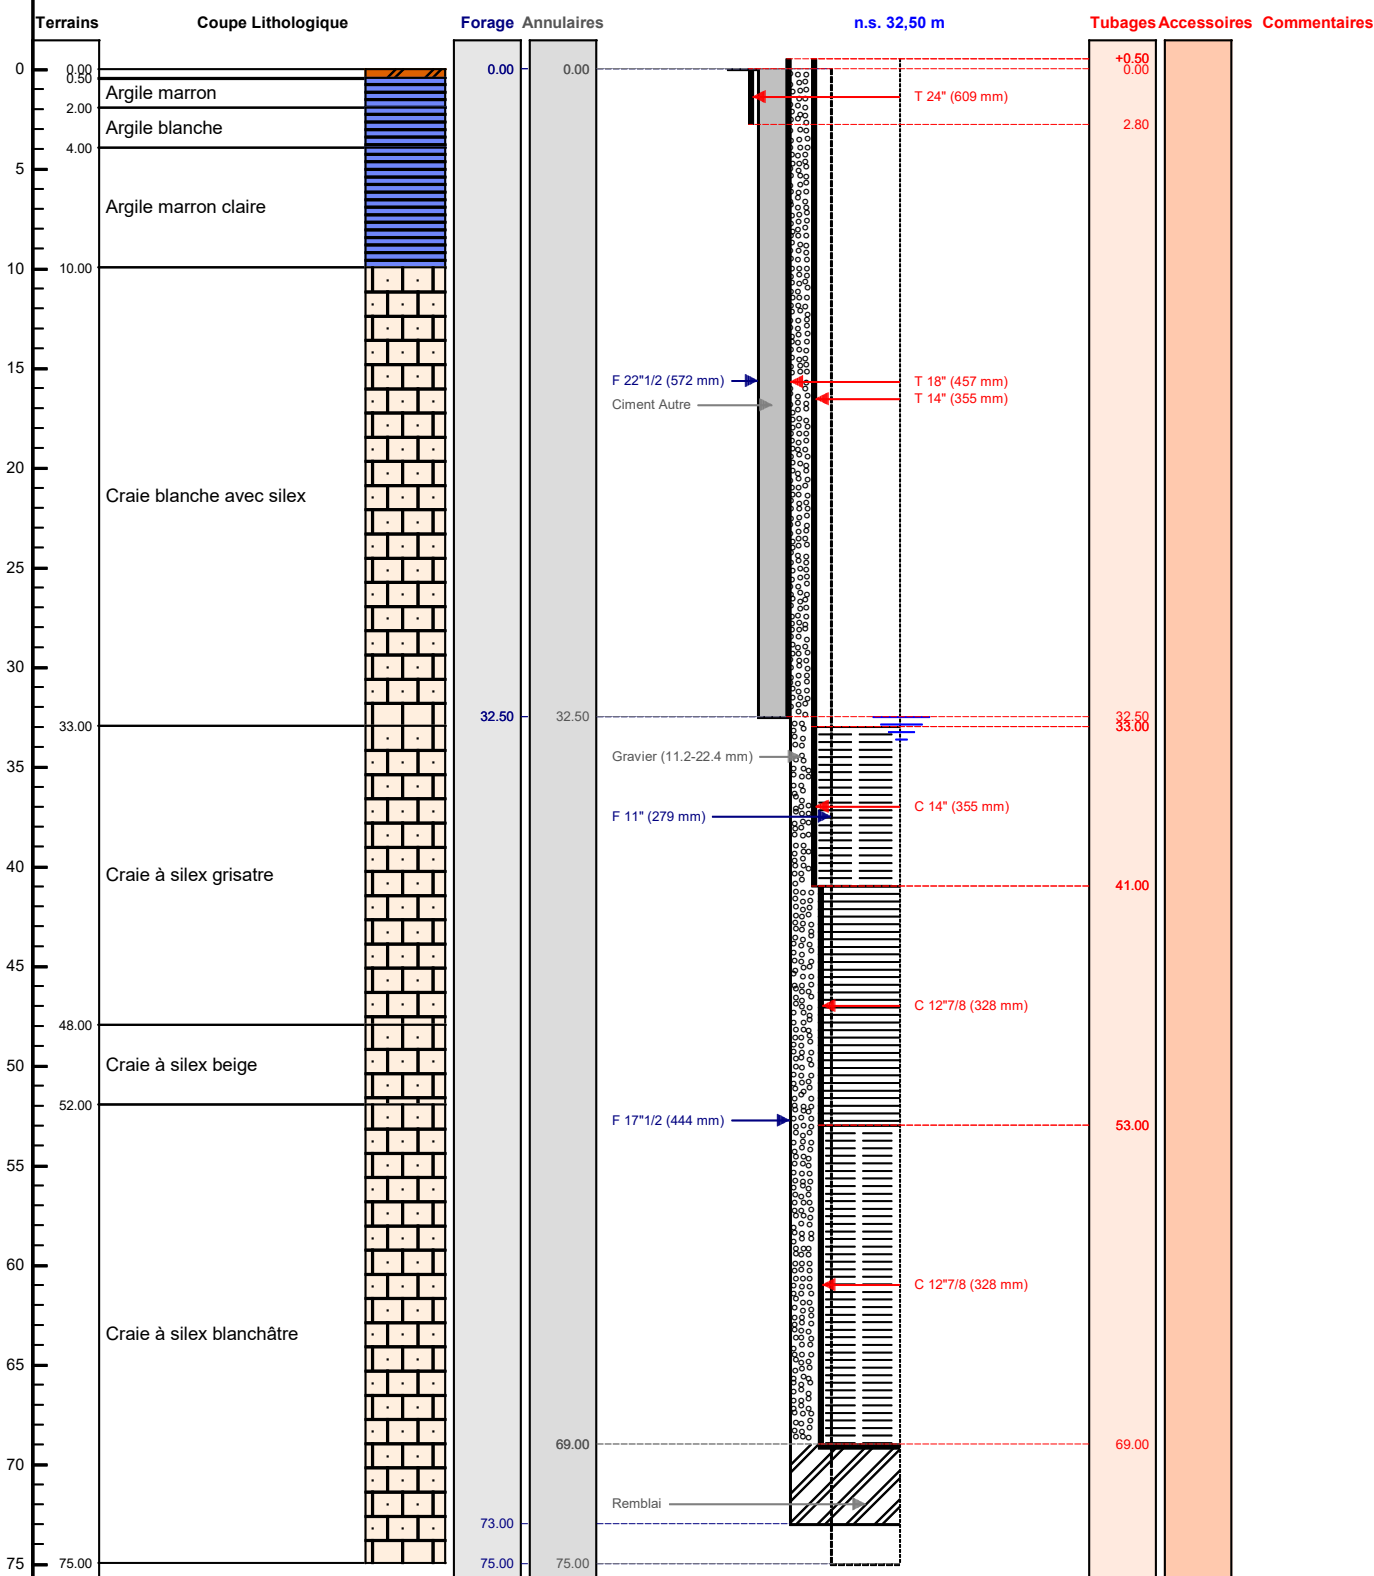 Terrains Coupe Lithologique Forage Annulaires n.s. 32,50 m Tubages Accessoires Commentaires
+0.50
0 0.00 0.00 0.00 0.00
0.50
Argile marron T 24" (609 mm)
2.00
Argile blanche 2.80
4.00
5
Argile marron claire
10 10.00
15
F 22"1/2 (572 mm) T 18" (457 mm)
Ciment Autre T 14" (355 mm)
20
Craie blanche avec silex
25
30
32.50 32.50 32.50
33.00 33.00
35 Gravier (11.2-22.4 mm)
C 14" (355 mm)
F 11" (279 mm)
40
Craie à silex grisatre
41.00
45
C 12"7/8 (328 mm)
48.00
50 Craie à silex beige
52.00
F 17"1/2 (444 mm) 53.00
55
60
C 12"7/8 (328 mm)
Craie à silex blanchâtre
65
69.00 69.00
70
Remblai
73.00
75 75.00 75.00 75.00